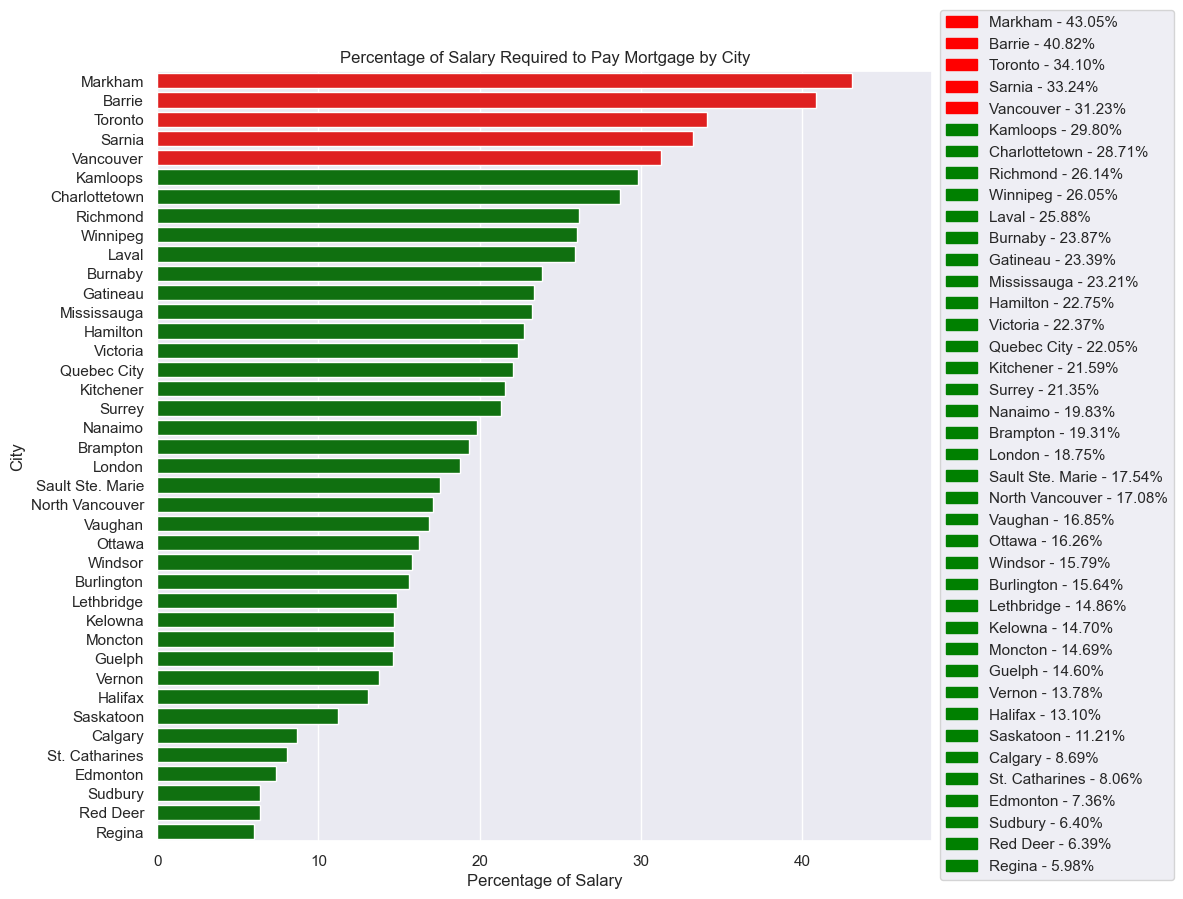 Percentage of Salary Required to Pay Mortgage by City
City
Markham
Barrie
Toronto
Sarnia
Vancouver
Kamloops
Charlottetown
Richmond
Winnipeg
Laval
Burnaby
Gatineau
Mississauga
Hamilton
Victoria
Quebec City
Kitchener
Surrey
Nanaimo
Brampton
London
Sault Ste. Marie
North Vancouver
Vaughan
Ottawa
Windsor
Burlington
Lethbridge
Kelowna
Moncton
Guelph
Vernon
Halifax
Saskatoon
Calgary
St. Catharines
Edmonton
Sudbury
Red Deer
Regina
0 10 20 30 40
Percentage of Salary
Markham - 43.05%
Barrie - 40.82%
Toronto - 34.10%
Sarnia - 33.24%
Vancouver - 31.23%
Kamloops - 29.80%
Charlottetown - 28.71%
Richmond - 26.14%
Winnipeg - 26.05%
Laval - 25.88%
Burnaby - 23.87%
Gatineau - 23.39%
Mississauga - 23.21%
Hamilton - 22.75%
Victoria - 22.37%
Quebec City - 22.05%
Kitchener - 21.59%
Surrey - 21.35%
Nanaimo - 19.83%
Brampton - 19.31%
London - 18.75%
Sault Ste. Marie - 17.54%
North Vancouver - 17.08%
Vaughan - 16.85%
Ottawa - 16.26%
Windsor - 15.79%
Burlington - 15.64%
Lethbridge - 14.86%
Kelowna - 14.70%
Moncton - 14.69%
Guelph - 14.60%
Vernon - 13.78%
Halifax - 13.10%
Saskatoon - 11.21%
Calgary - 8.69%
St. Catharines - 8.06%
Edmonton - 7.36%
Sudbury - 6.40%
Red Deer - 6.39%
Regina - 5.98%